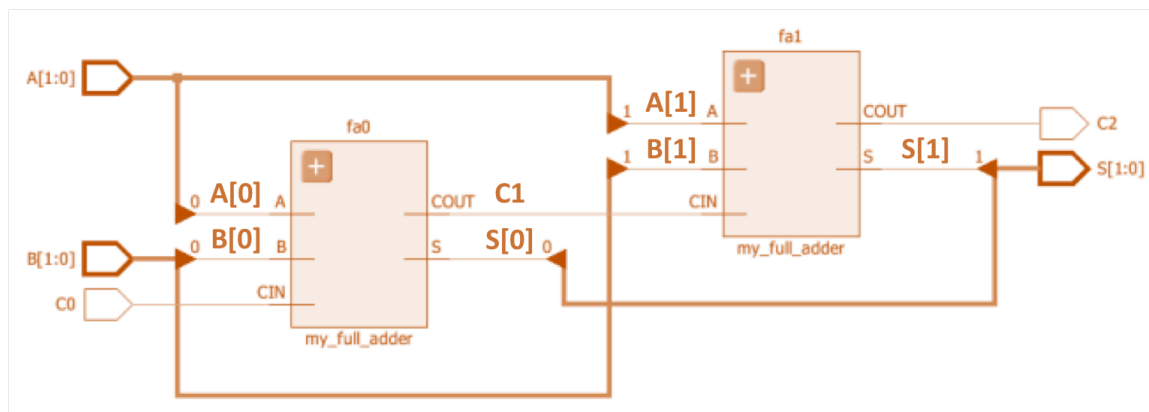 fa1
A[1:0]
1 A[1] A
COUT
C2
fa0
1 B[1] B
S S[1] 1
S[1:0]
0 A[0] A
COUT C1
CIN
0 B[0] B
S S[0] 0
my_full_adder
B[1:0]
CIN
C0
my_full_adder